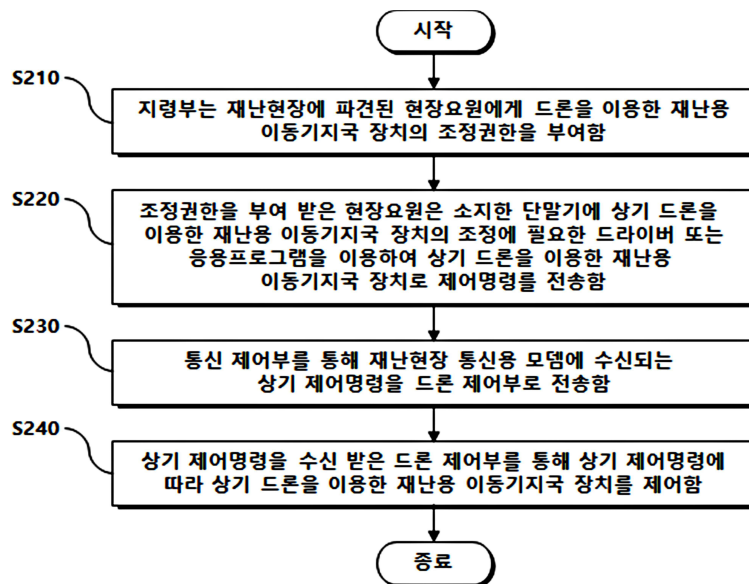 시작
S210
지령부는 재난현장에 파견된 현장요원에게 드론을 이용한 재난용
이동기지국 장치의 조정권한을 부여함
S220
조정권한을 부여 받은 현장요원은 소지한 단말기에 상기 드론을
이용한 재난용 이동기지국 장치의 조정에 필요한 드라이버 또는
응용프로그램을 이용하여 상기 드론을 이용한 재난용
이동기지국 장치로 제어명령를 전송함
S230
통신 제어부를 통해 재난현장 통신용 모뎀에 수신되는
상기 제어명령을 드론 제어부로 전송함
S240
상기 제어명령을 수신 받은 드론 제어부를 통해 상기 제어명령에
따라 상기 드론을 이용한 재난용 이동기지국 장치를 제어함
종료